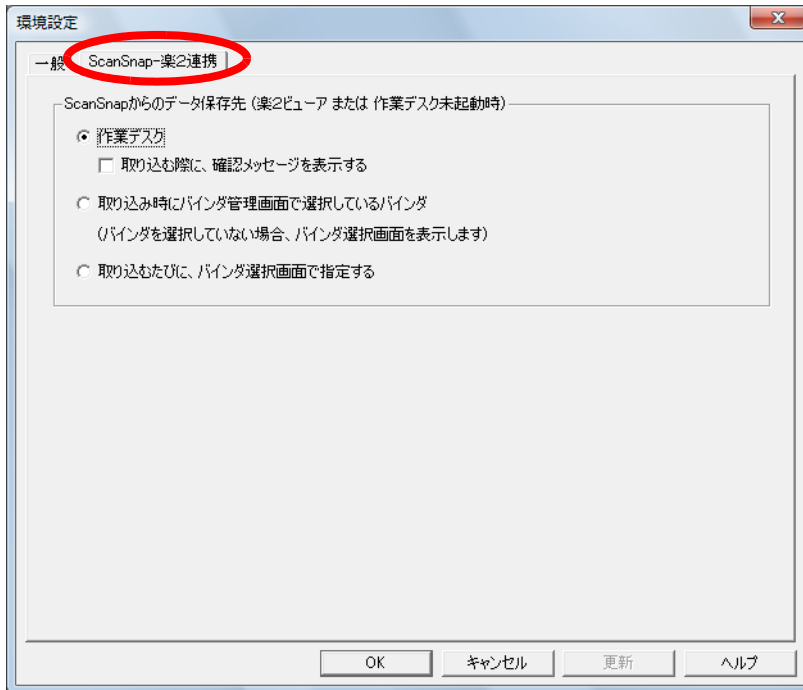 環境設定
一般
ScanSnap-楽2連携
ScanSnapからのデータ保存先（楽2ビューア または 作業デスク未起動時）
作業デスク
取り込む際に、確認メッセージを表示する
取り込み時にバインダ管理画面で選択しているバインダ
（バインダを選択していない場合、バインダ選択画面を表示します）
取り込むたびに、バインダ選択画面で指定する
OK キャンセル 更新 ヘルプ